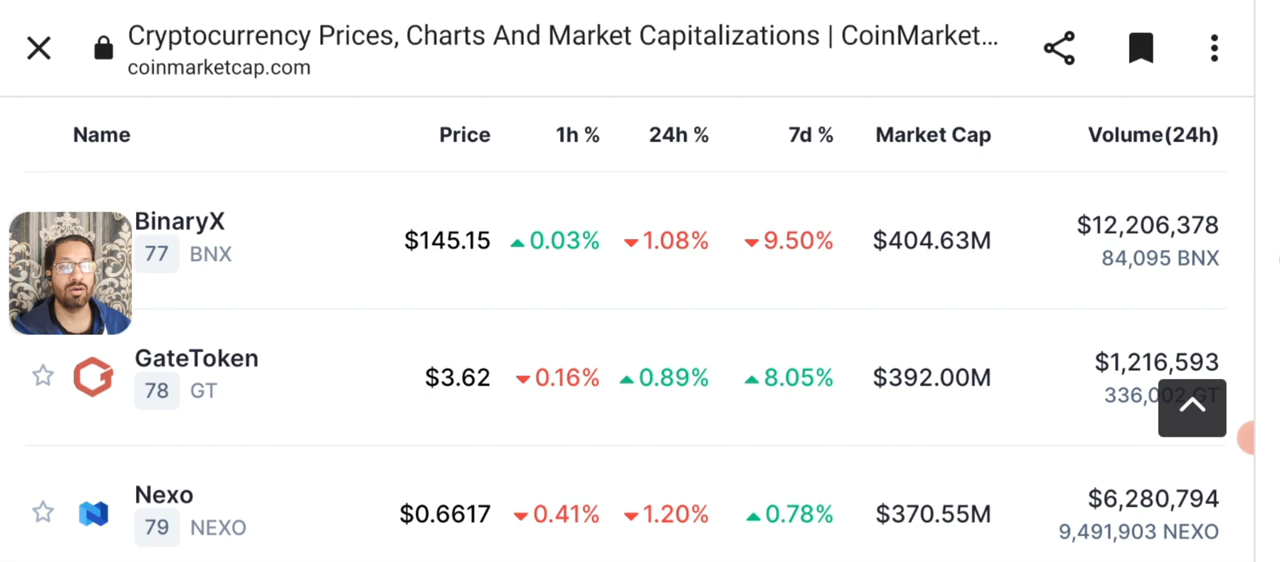 Cryptocurrency Prices, Charts And Market Capitalizations | CoinMarket...
coinmarketcap.com
Name Price 1h % 24h % 7d % Market Cap Volume(24h)
BinaryX
77 BNX $145.15 0.03% 1.08% 9.50% $404.63M $12,206,378
84,095 BNX
GateToken
78 GT $3.62 0.16% 0.89% 8.05% $392.00M $1,216,593
336,002 GT
Nexo
79 NEXO $0.6617 0.41% 1.20% 0.78% $370.55M $6,280,794
9,491,903 NEXO